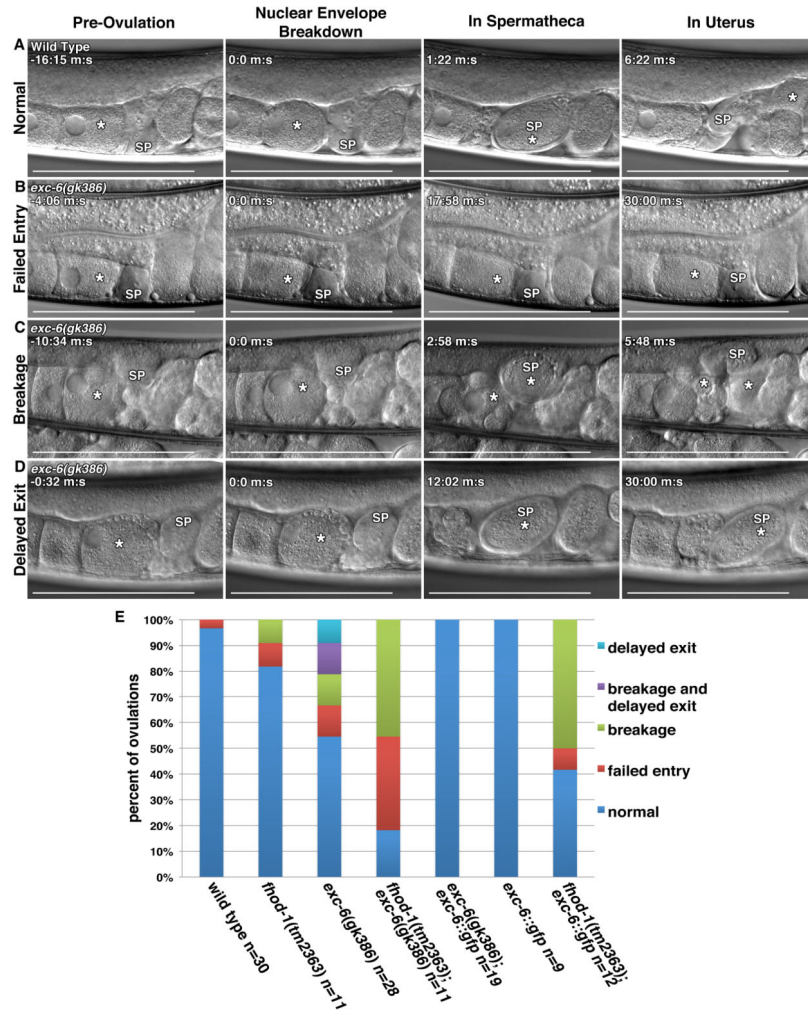 Pre-Ovulation
Nuclear Envelope
Breakdown
In Spermatheca
In Uterus
A
Normal
Wild Type
-16:15 m:s
*
SP
0:0 m:s
*
SP
1:22 m:s
SP
*
6:22 m:s
*
SP
B
Failed Entry
exc-6(gk386)
-4:06 m:s
*
SP
0:0 m:s
*
SP
17:58 m:s
*
SP
30:00 m:s
*
SP
C
Breakage
exc-6(gk386)
-10:34 m:s
SP
*
0:0 m:s
SP
*
2:58 m:s
SP
*
*
5:48 m:s
SP
*
*
D
Delayed Exit
exc-6(gk386)
-0:32 m:s
SP
*
0:0 m:s
SP
*
12:02 m:s
SP
*
30:00 m:s
SP
*
E
percent of ovulations
100%
90%
80%
70%
60%
50%
40%
30%
20%
10%
0%
delayed exit
breakage and
delayed exit
breakage
failed entry
normal
wild type n=30
fhod-1(tm2363) n=11
exc-6(gk386) n=28
fhod-1(tm2363);
exc-6(gk386) n=11
exc-6(gk386);
exc-6::gfp n=19
exc-6::gfp n=9
fhod-1(tm2363);
exc-6::gfp n=12